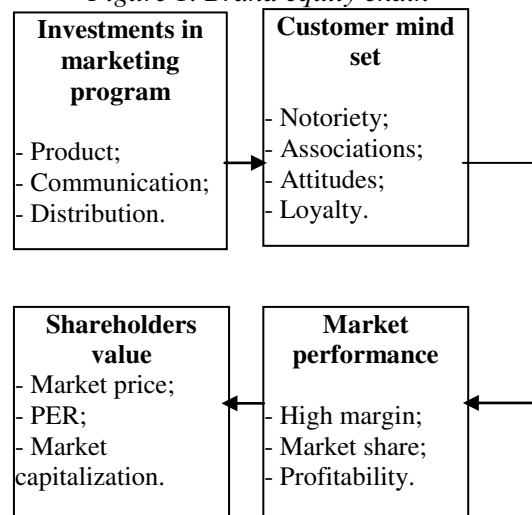 Figure 1. Brand equity chain
Investments in
marketing
program
- Product;
- Communication;
- Distribution.
Customer mind
set
- Notoriety;
- Associations;
- Attitudes;
- Loyalty.
Shareholders
value
- Market price;
- PER;
- Market
capitalization.
Market
performance
- High margin;
- Market share;
- Profitability.